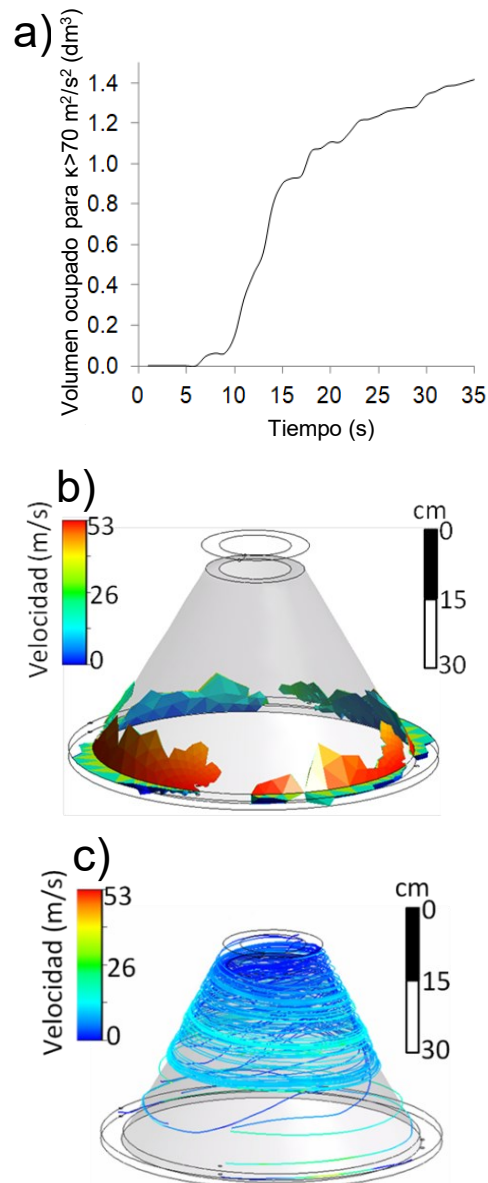 a)
Volumen ocupado para κ>70 m²/s² (dm³)
1.4
1.2
1.0
0.8
0.6
0.4
0.2
0.0
0 5 10 15 20 25 30 35
Tiempo (s)
b)
Velocidad (m/s)
53
26
0
cm
0
15
30
c)
Velocidad (m/s)
53
26
0
cm
0
15
30